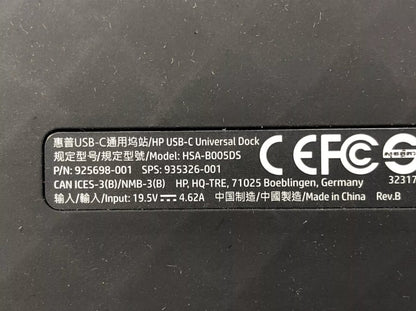 惠普USB-C通用坞站/HP USB-C Universal Dock
规定型号/規定型號/Model: HSA-B005DS
P/N: 925698-001 SPS: 935326-001
CAN ICES-3(B)/NMB-3(B) HP, HQ-TRE, 71025 Boeblingen, Germany
输入/輸入/Input: 19.5V⎓4.62A 中国制造/中國製造/Made in China Rev.B
CE FC
32317